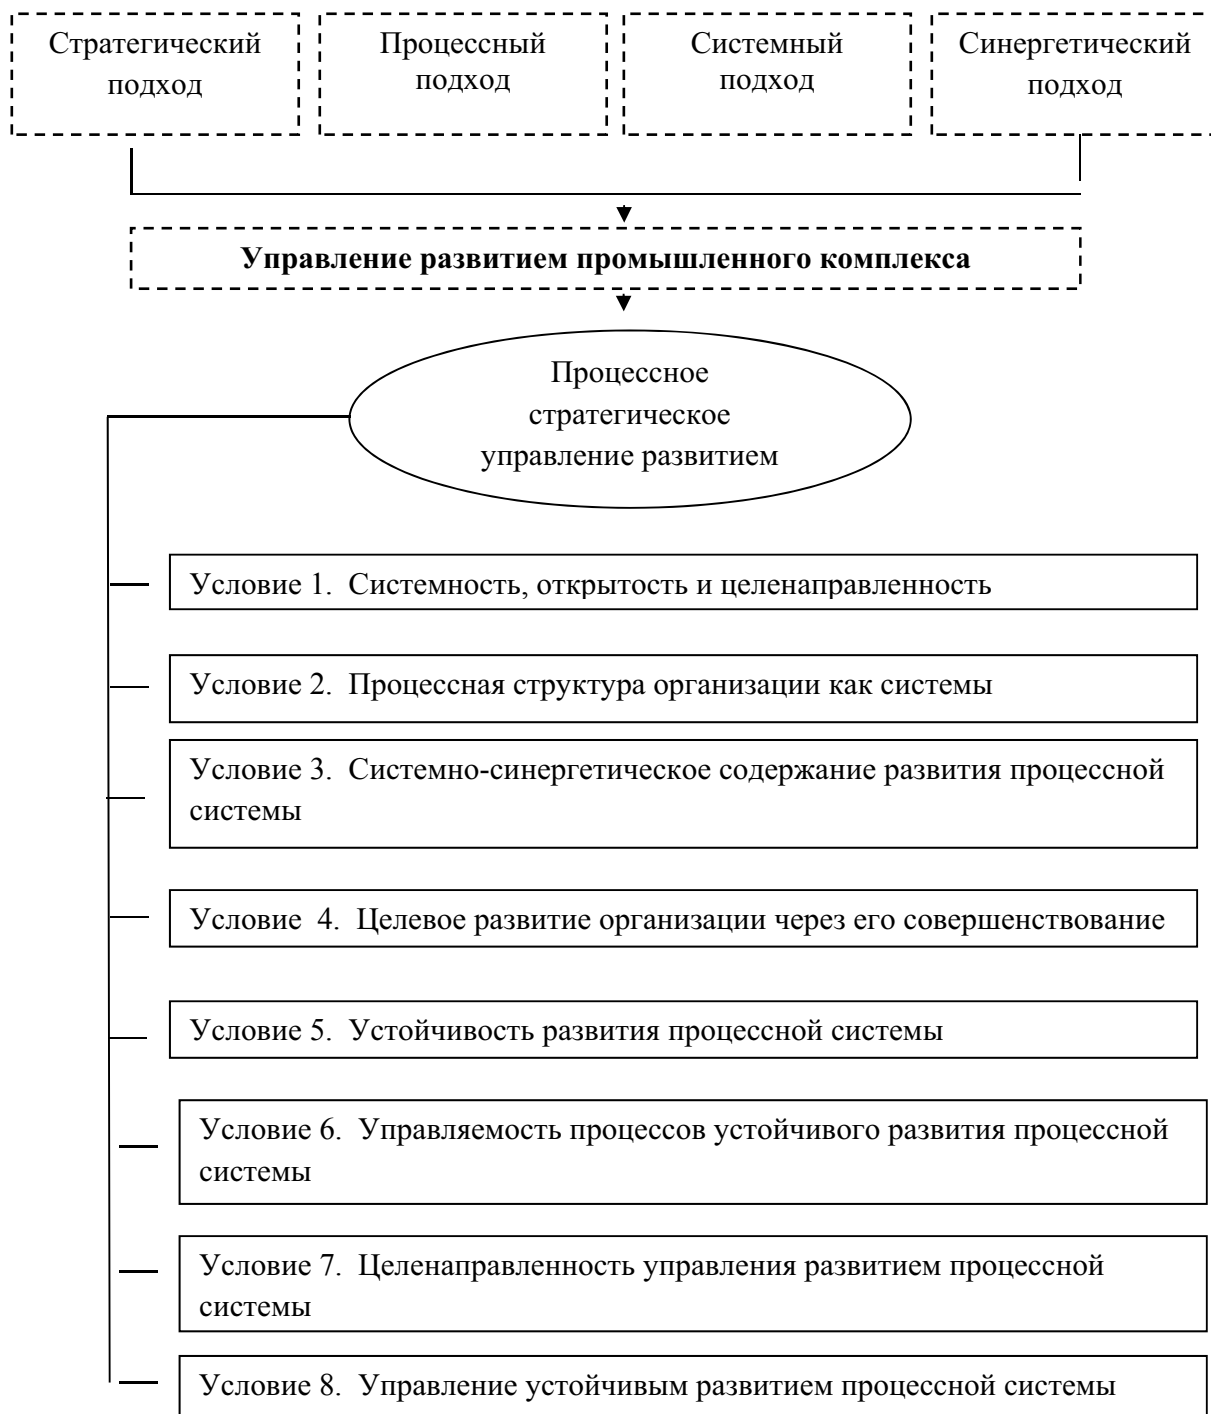 Стратегический
подход
Процессный
подход
Системный
подход
Синергетический
подход
Управление развитием промышленного комплекса
Процессное
стратегическое
управление развитием
Условие 1. Системность, открытость и целенаправленность
Условие 2. Процессная структура организации как системы
Условие 3. Системно-синергетическое содержание развития процессной
системы
Условие 4. Целевое развитие организации через его совершенствование
Условие 5. Устойчивость развития процессной системы
Условие 6. Управляемость процессов устойчивого развития процессной
системы
Условие 7. Целенаправленность управления развитием процессной
системы
Условие 8. Управление устойчивым развитием процессной системы